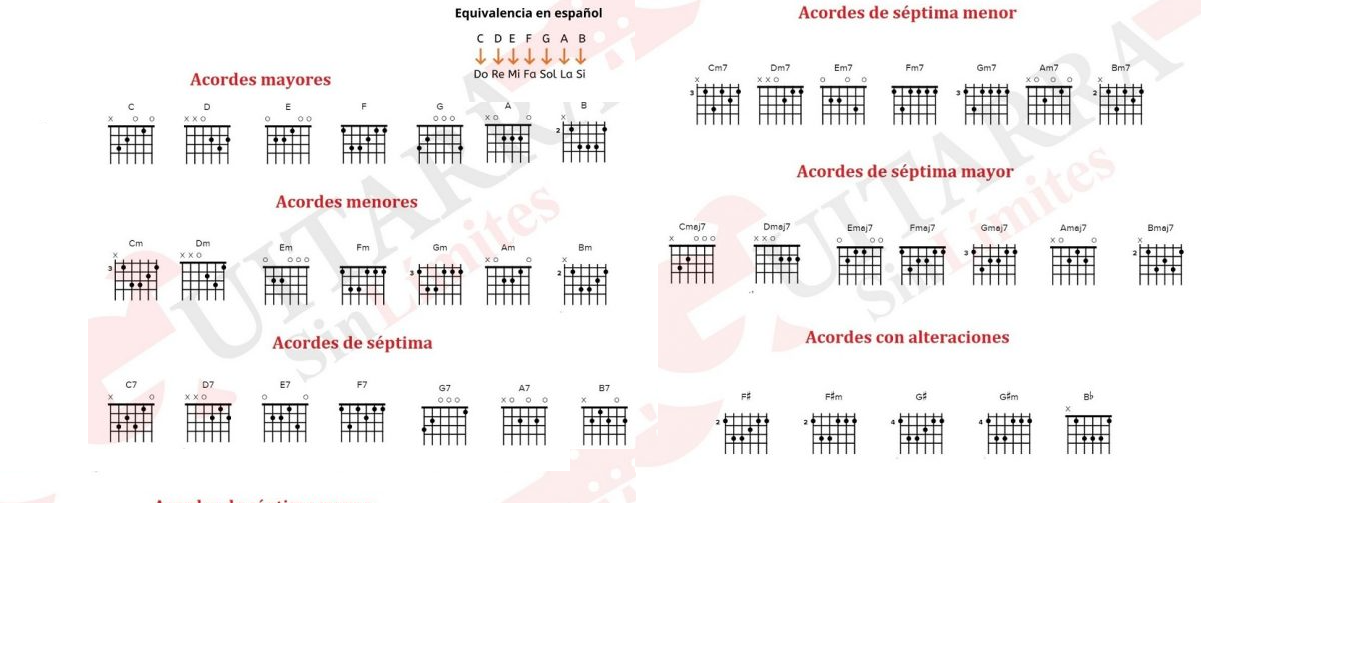 Equivalencia en español
C D E F G A B
Do Re Mi Fa Sol La Si
Acordes mayores
C D E F G A B
X O O X X O O O O O O O X O O X
2
Acordes menores
Cm Dm Em Fm Gm Am Bm
X X X O O O O O X O O X
3 3 2
Acordes de séptima
C7 D7 E7 F7 G7 A7 B7
X O X X O O O O O O X O O O X O
Acordes de séptima menor
Cm7 Dm7 Em7 Fm7 Gm7 Am7 Bm7
X X X O O O O X O O O X
3 3 2
Acordes de séptima mayor
Cmaj7 Dmaj7 Emaj7 Fmaj7 Gmaj7 Amaj7 Bmaj7
X O O O X X O O O O X O O X
3 2
Acordes con alteraciones
F# F#m G# G#m B♭
X
2 2 4 4
GUITARRA
Sin Límites
GUITARRA
Sin Límites